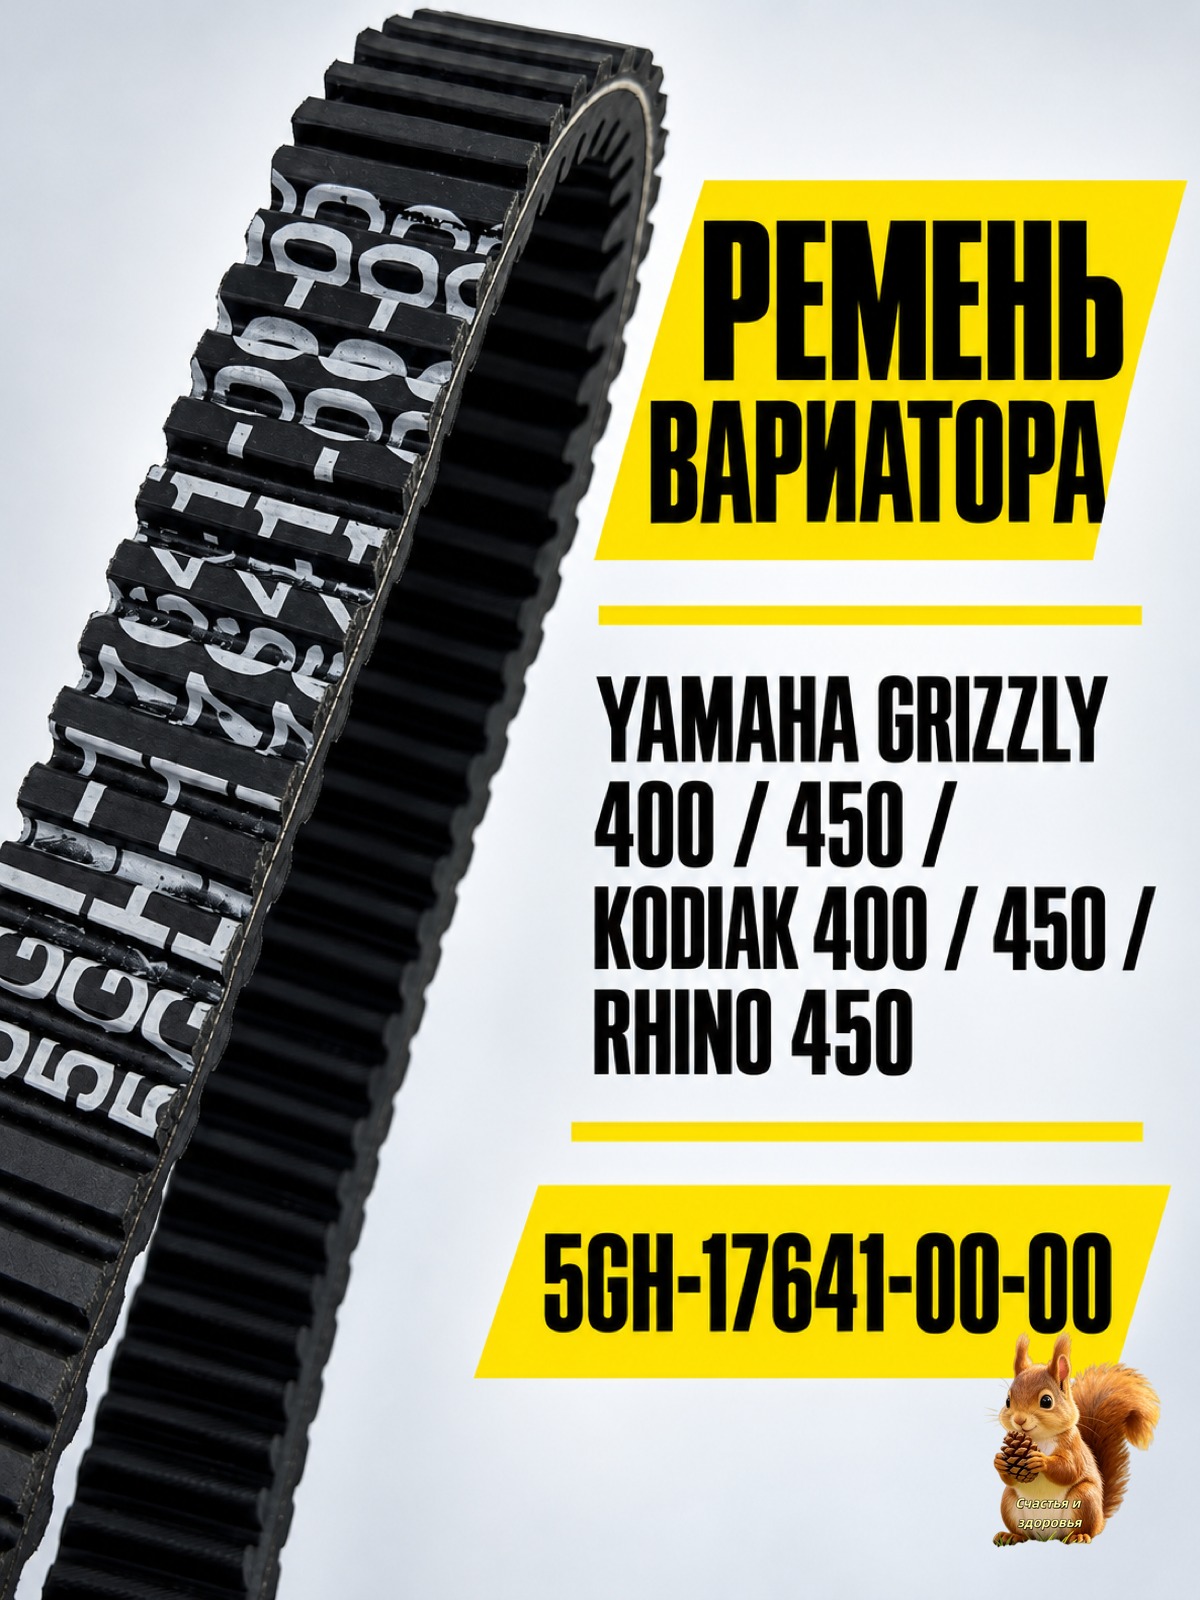 РЕМЕНЬ
ВАРИАТОРА
YAMAHA GRIZZLY
400 / 450 /
KODIAK 400 / 450 /
RHINO 450
5GH-17641-00-00
Счастья и
здоровья